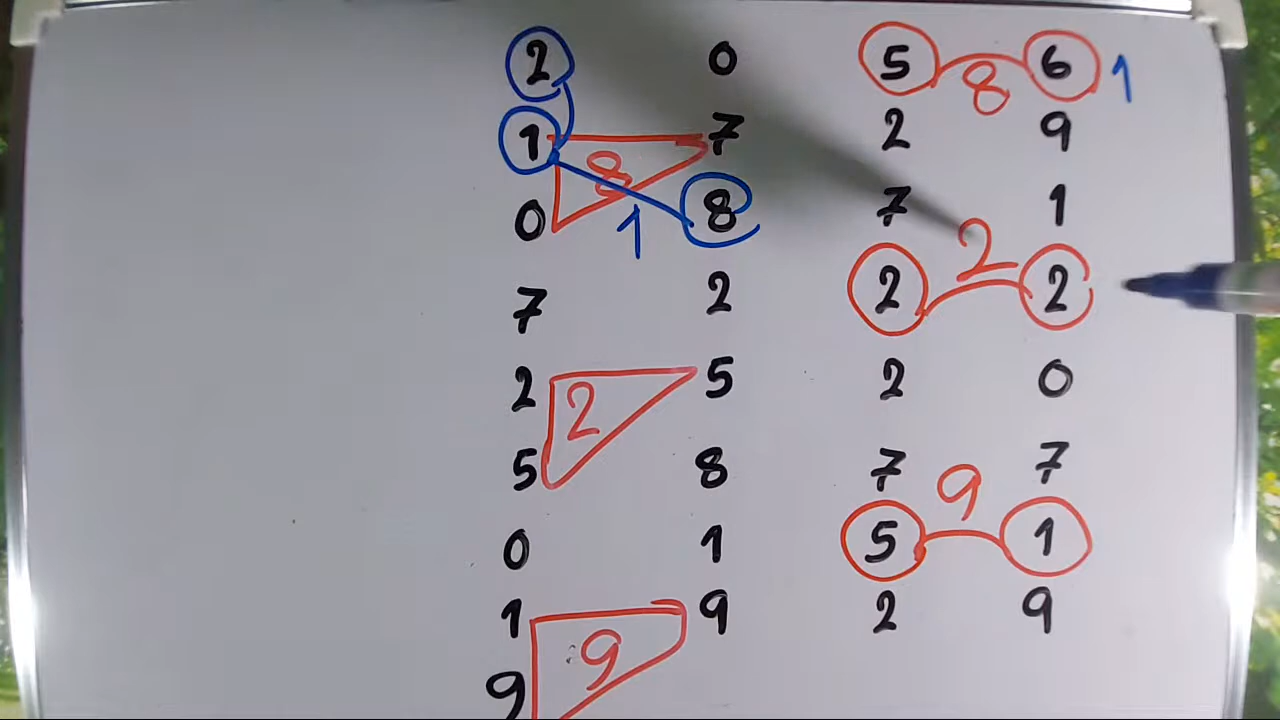 2 0 5 8 6 1
1 8 7 2 9
0 1 8 7 1
7 2 2 2 2
2 2 5 2 0
5 8 7 7
0 1 5 9 1
1 9 2 9
9 9